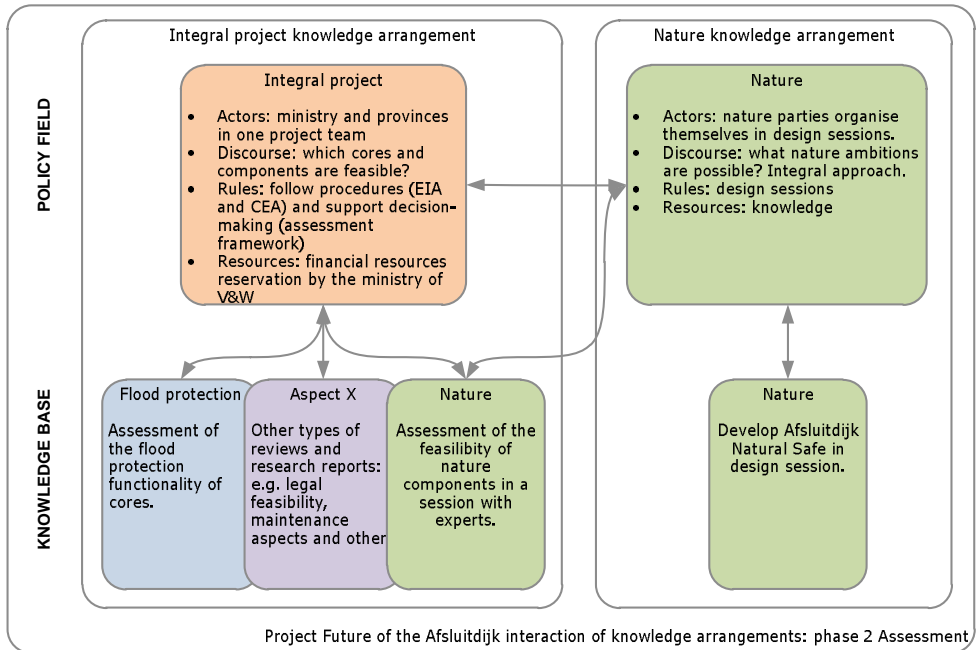 Integral project knowledge arrangement
Nature knowledge arrangement
POLICY FIELD
Integral project
• Actors: ministry and provinces
in one project team
• Discourse: which cores and
components are feasible?
• Rules: follow procedures (EIA
and CEA) and support decision-
making (assessment
framework)
• Resources: financial resources
reservation by the ministry of
V&W
Nature
• Actors: nature parties organise
themselves in design sessions.
• Discourse: what nature ambitions
are possible? Integral approach.
• Rules: design sessions
• Resources: knowledge
KNOWLEDGE BASE
Flood protection
Assessment of
the flood
protection
functionality of
cores.
Aspect X
Other types of
reviews and
research reports:
e.g. legal
feasibility,
maintenance
aspects and other
Nature
Assessment of the
feasilibity of
nature
components in a
session with
experts.
Nature
Develop Afsluitdijk
Natural Safe in
design session.
Project Future of the Afsluitdijk interaction of knowledge arrangements: phase 2 Assessment